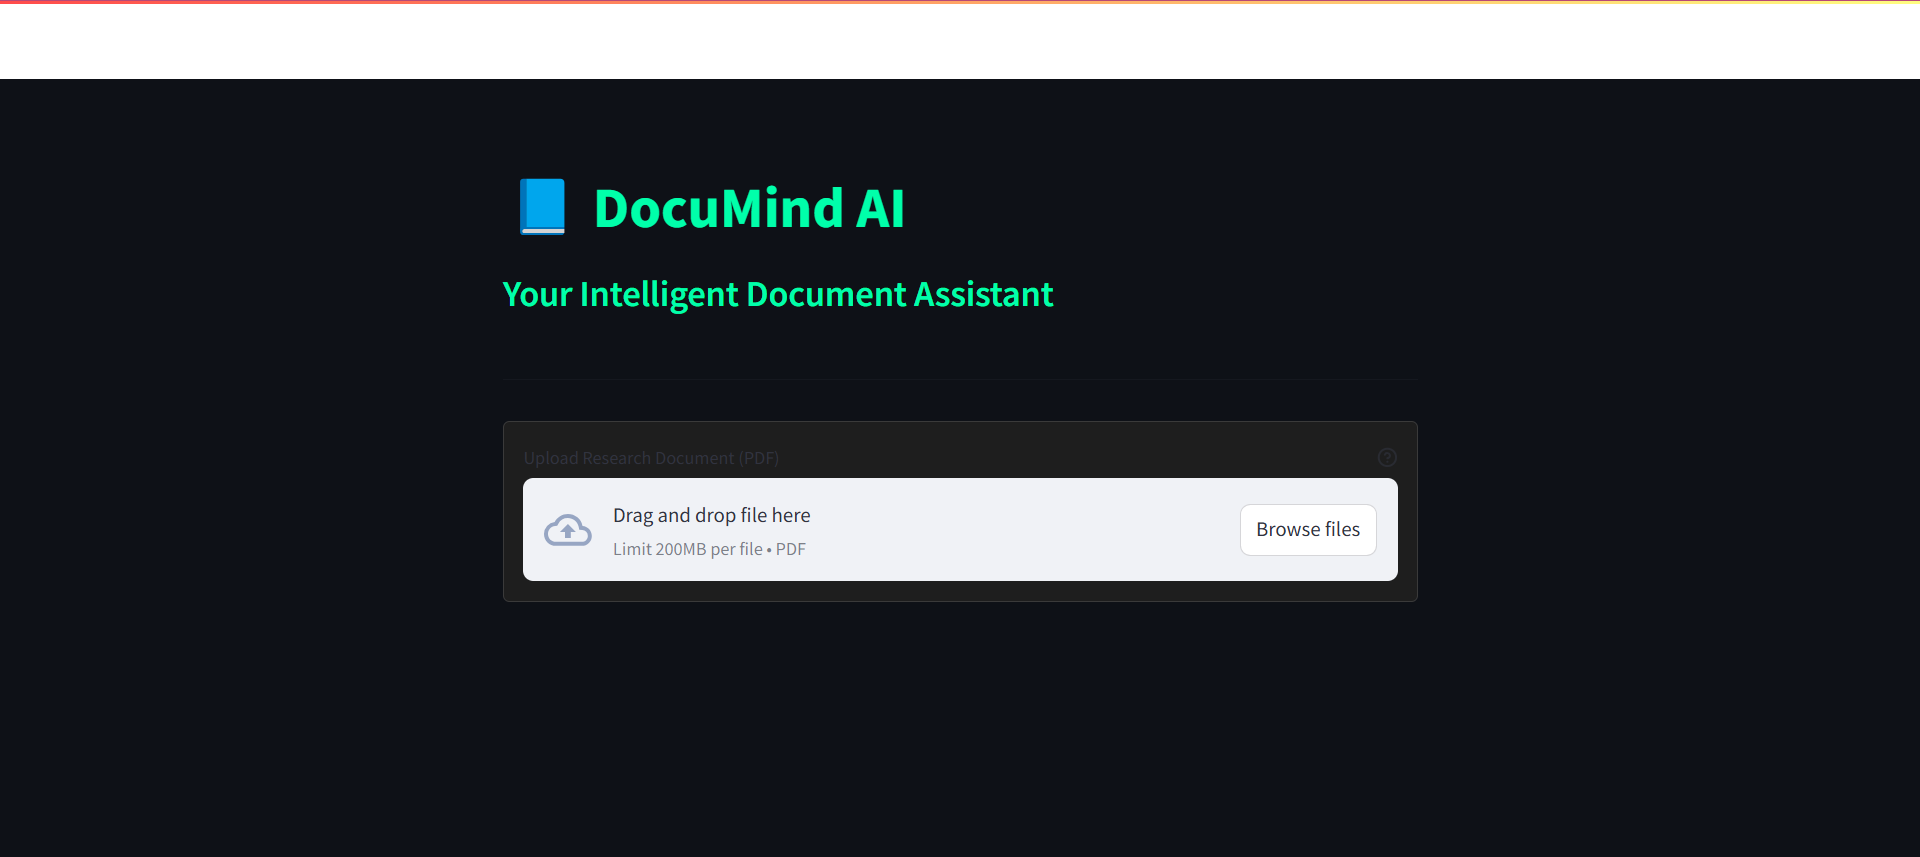 DocuMind AI
Your Intelligent Document Assistant
Upload Research Document (PDF)
Drag and drop file here
Limit 200MB per file • PDF
Browse files